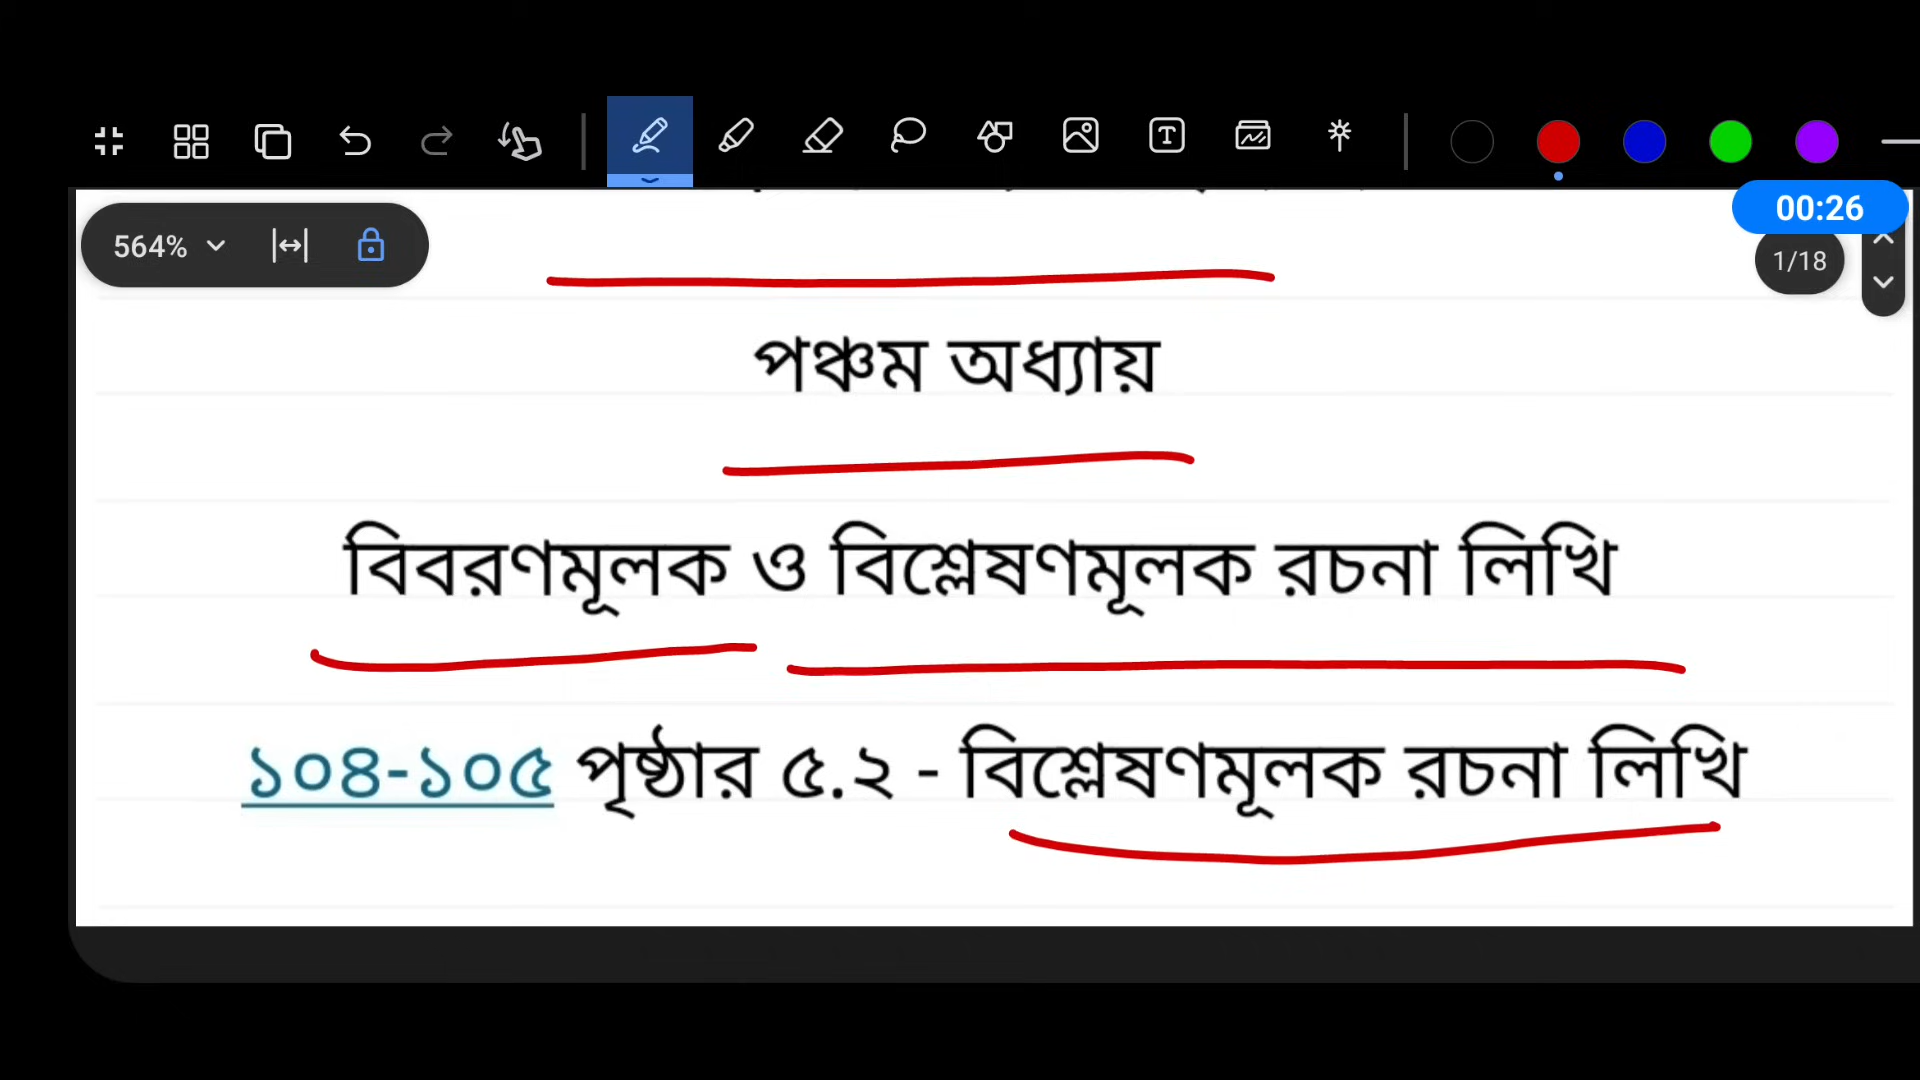 564%
00:26
1/18
পঞ্চম অধ্যায়
বিবরণমূলক ও বিশ্লেষণমূলক রচনা লিখি
১০৪-১০৫ পৃষ্ঠার ৫.২ - বিশ্লেষণমূলক রচনা লিখি